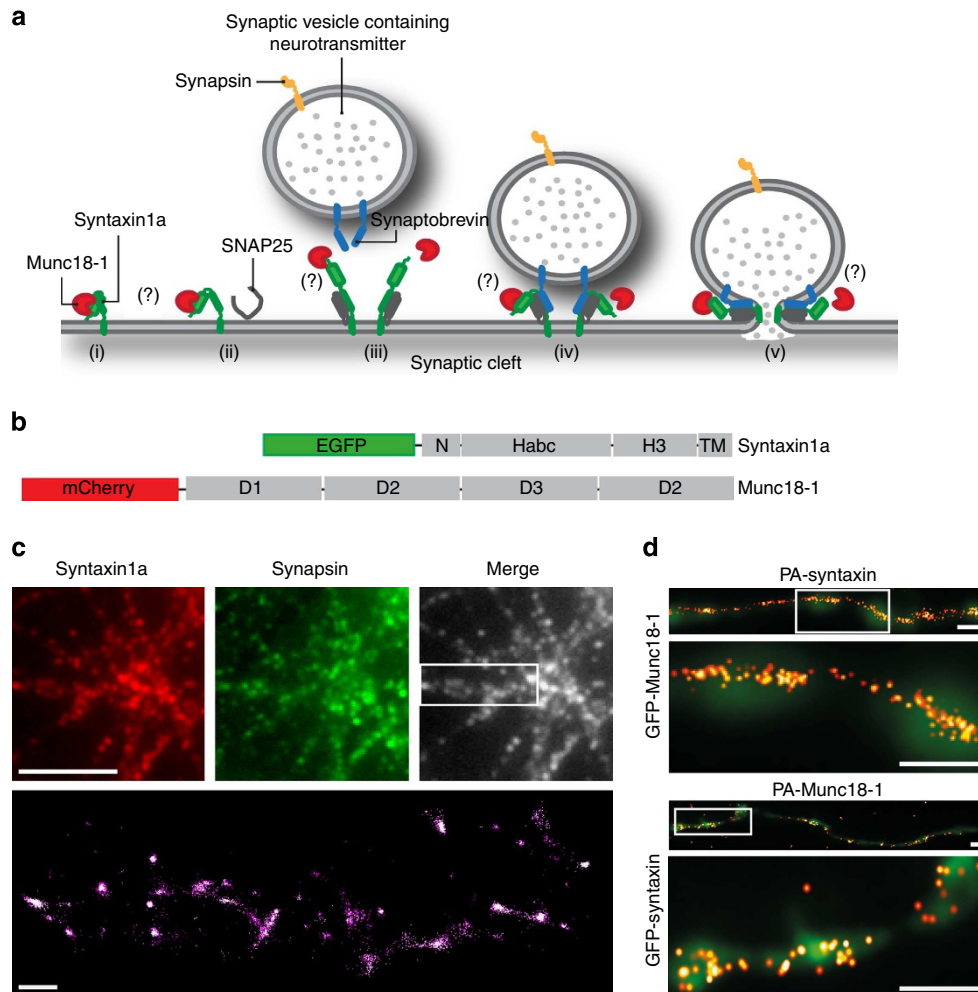 a
Synaptic vesicle containing
neurotransmitter
Synapsin
Syntaxin1a
Synaptobrevin
SNAP25
Munc18-1
(?)
(?)
(?)
(?)
(i)
(ii)
(iii)
(iv)
(v)
Synaptic cleft
b
EGFP
N
Habc
H3
TM
Syntaxin1a
mCherry
D1
D2
D3
D2
Munc18-1
c
Syntaxin1a
Synapsin
Merge
d
PA-syntaxin
GFP-Munc18-1
PA-Munc18-1
GFP-syntaxin